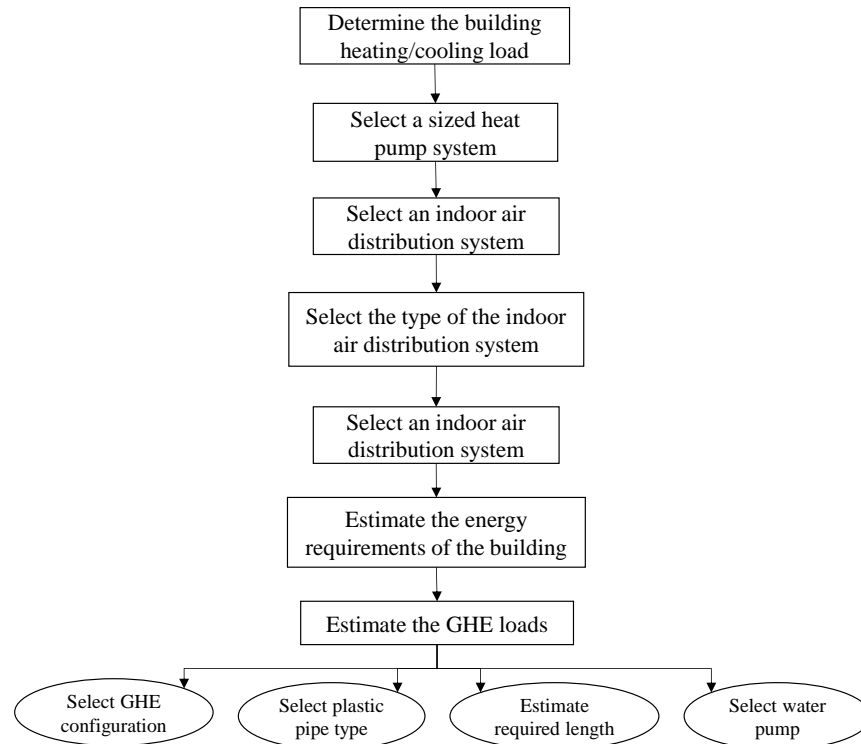 Determine the building
heating/cooling load
Select a sized heat
pump system
Select an indoor air
distribution system
Select the type of the indoor
air distribution system
Select an indoor air
distribution system
Estimate the energy
requirements of the building
Estimate the GHE loads
Select GHE
configuration
Select plastic
pipe type
Estimate
required length
Select water
pump